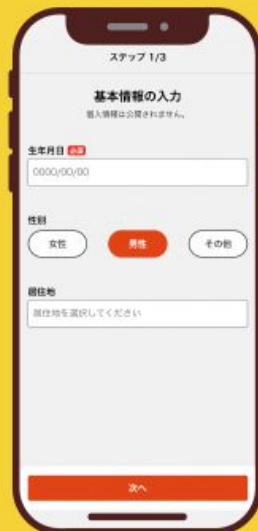 ステップ 1/3
基本情報の入力
個人情報は公開されません。
生年月日 必須
0000/00/00
性別
女性 男性 その他
居住地
居住地を選択してください
次へ